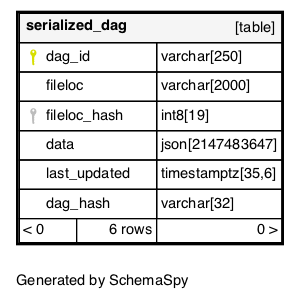 serialized_dag [table]
dag_id varchar[250]
fileloc varchar[2000]
fileloc_hash int8[19]
data json[2147483647]
last_updated timestamptz[35,6]
dag_hash varchar[32]
< 0 6 rows 0 >
Generated by SchemaSpy